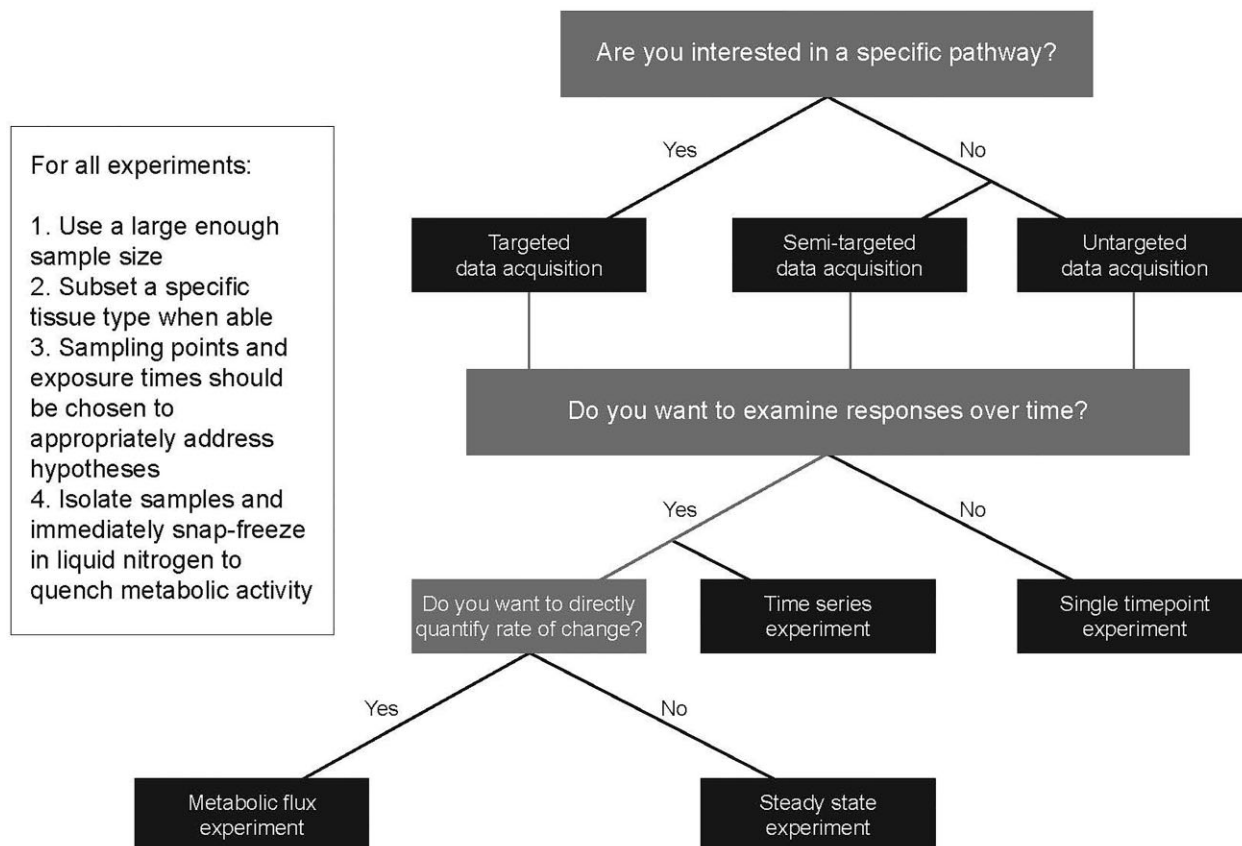 Are you interested in a specific pathway?
For all experiments:
1. Use a large enough
sample size
2. Subset a specific
tissue type when able
3. Sampling points and
exposure times should
be chosen to
appropriately address
hypotheses
4. Isolate samples and
immediately snap-freeze
in liquid nitrogen to
quench metabolic activity
Yes
No
Targeted
data acquisition
Semi-targeted
data acquisition
Untargeted
data acquisition
Do you want to examine responses over time?
Yes
No
Do you want to directly
quantify rate of change?
Time series
experiment
Single timepoint
experiment
Yes
No
Metabolic flux
experiment
Steady state
experiment